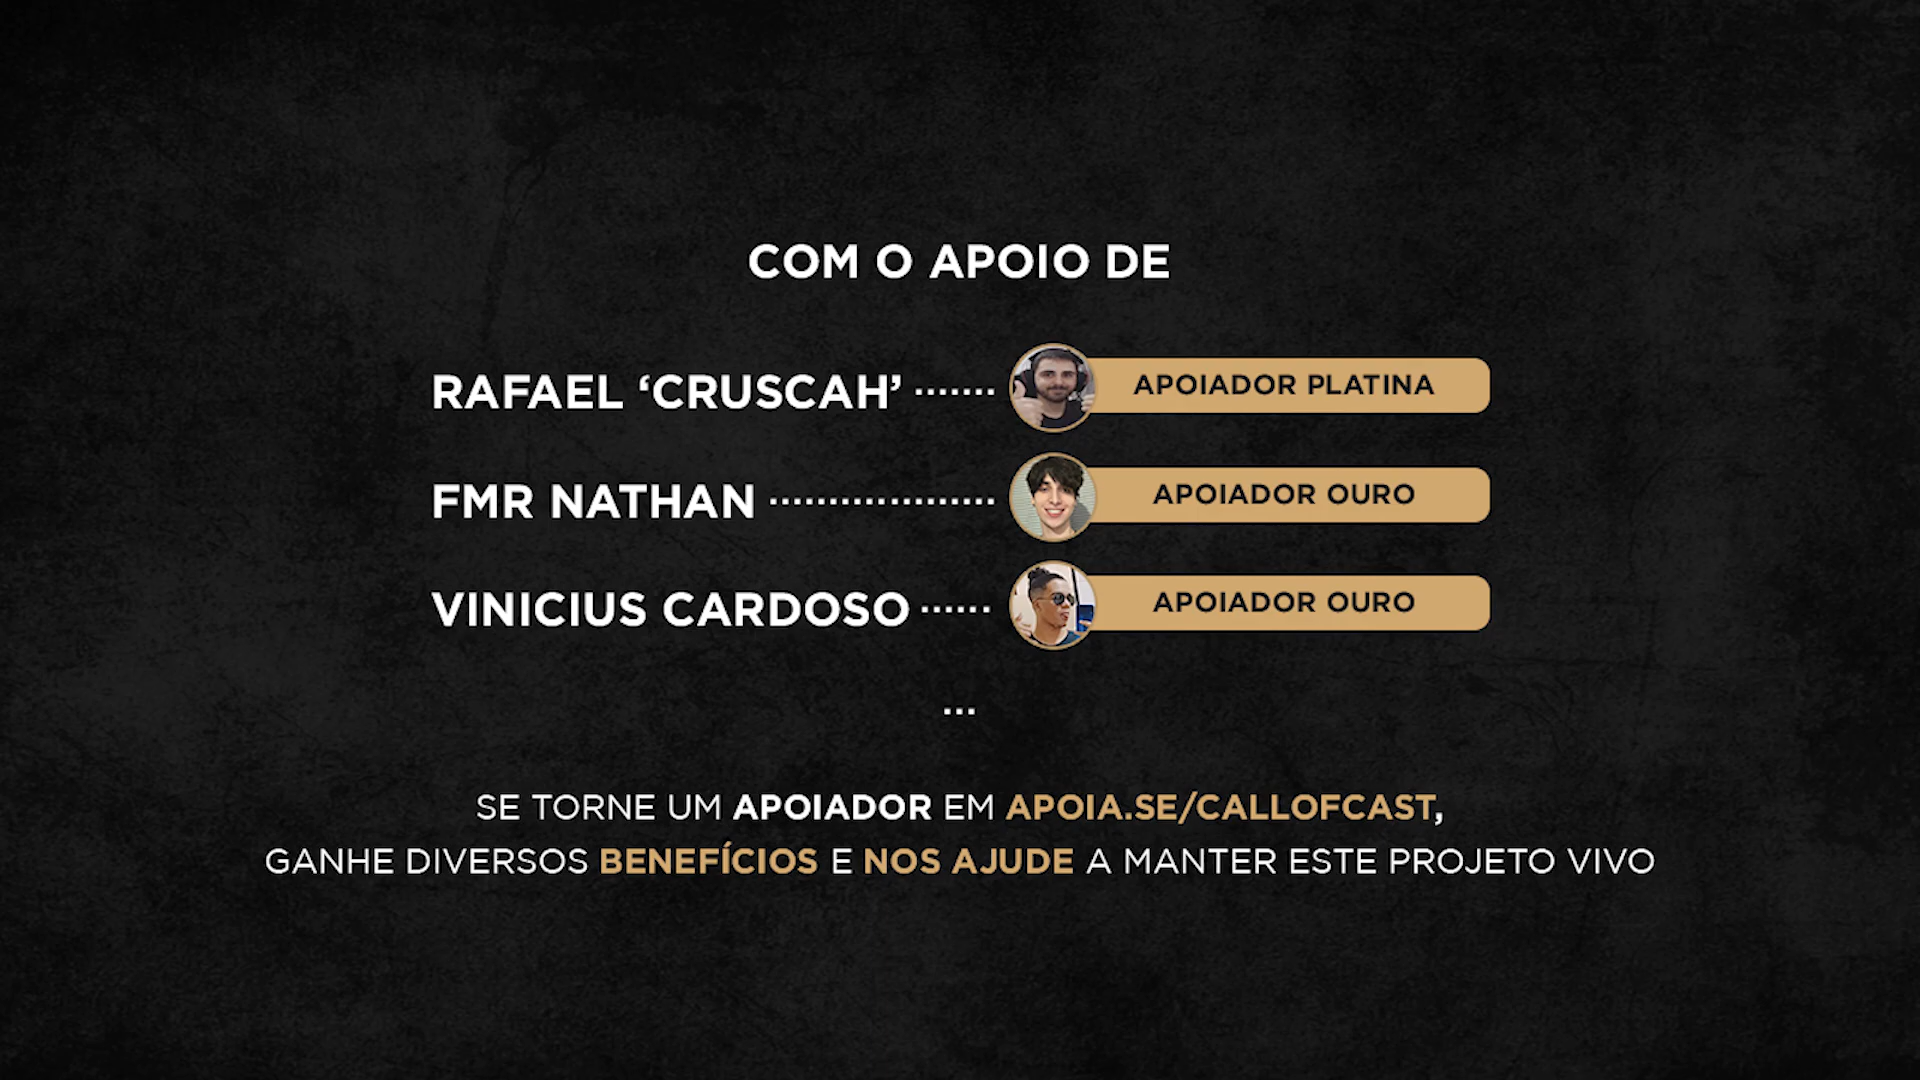 COM O APOIO DE
RAFAEL ‘CRUSCAH’ ....... APOIADOR PLATINA
FMR NATHAN ................... APOIADOR OURO
VINICIUS CARDOSO ...... APOIADOR OURO
...
SE TORNE UM APOIADOR EM APOIA.SE/CALLOFCAST,
GANHE DIVERSOS BENEFÍCIOS E NOS AJUDE A MANTER ESTE PROJETO VIVO